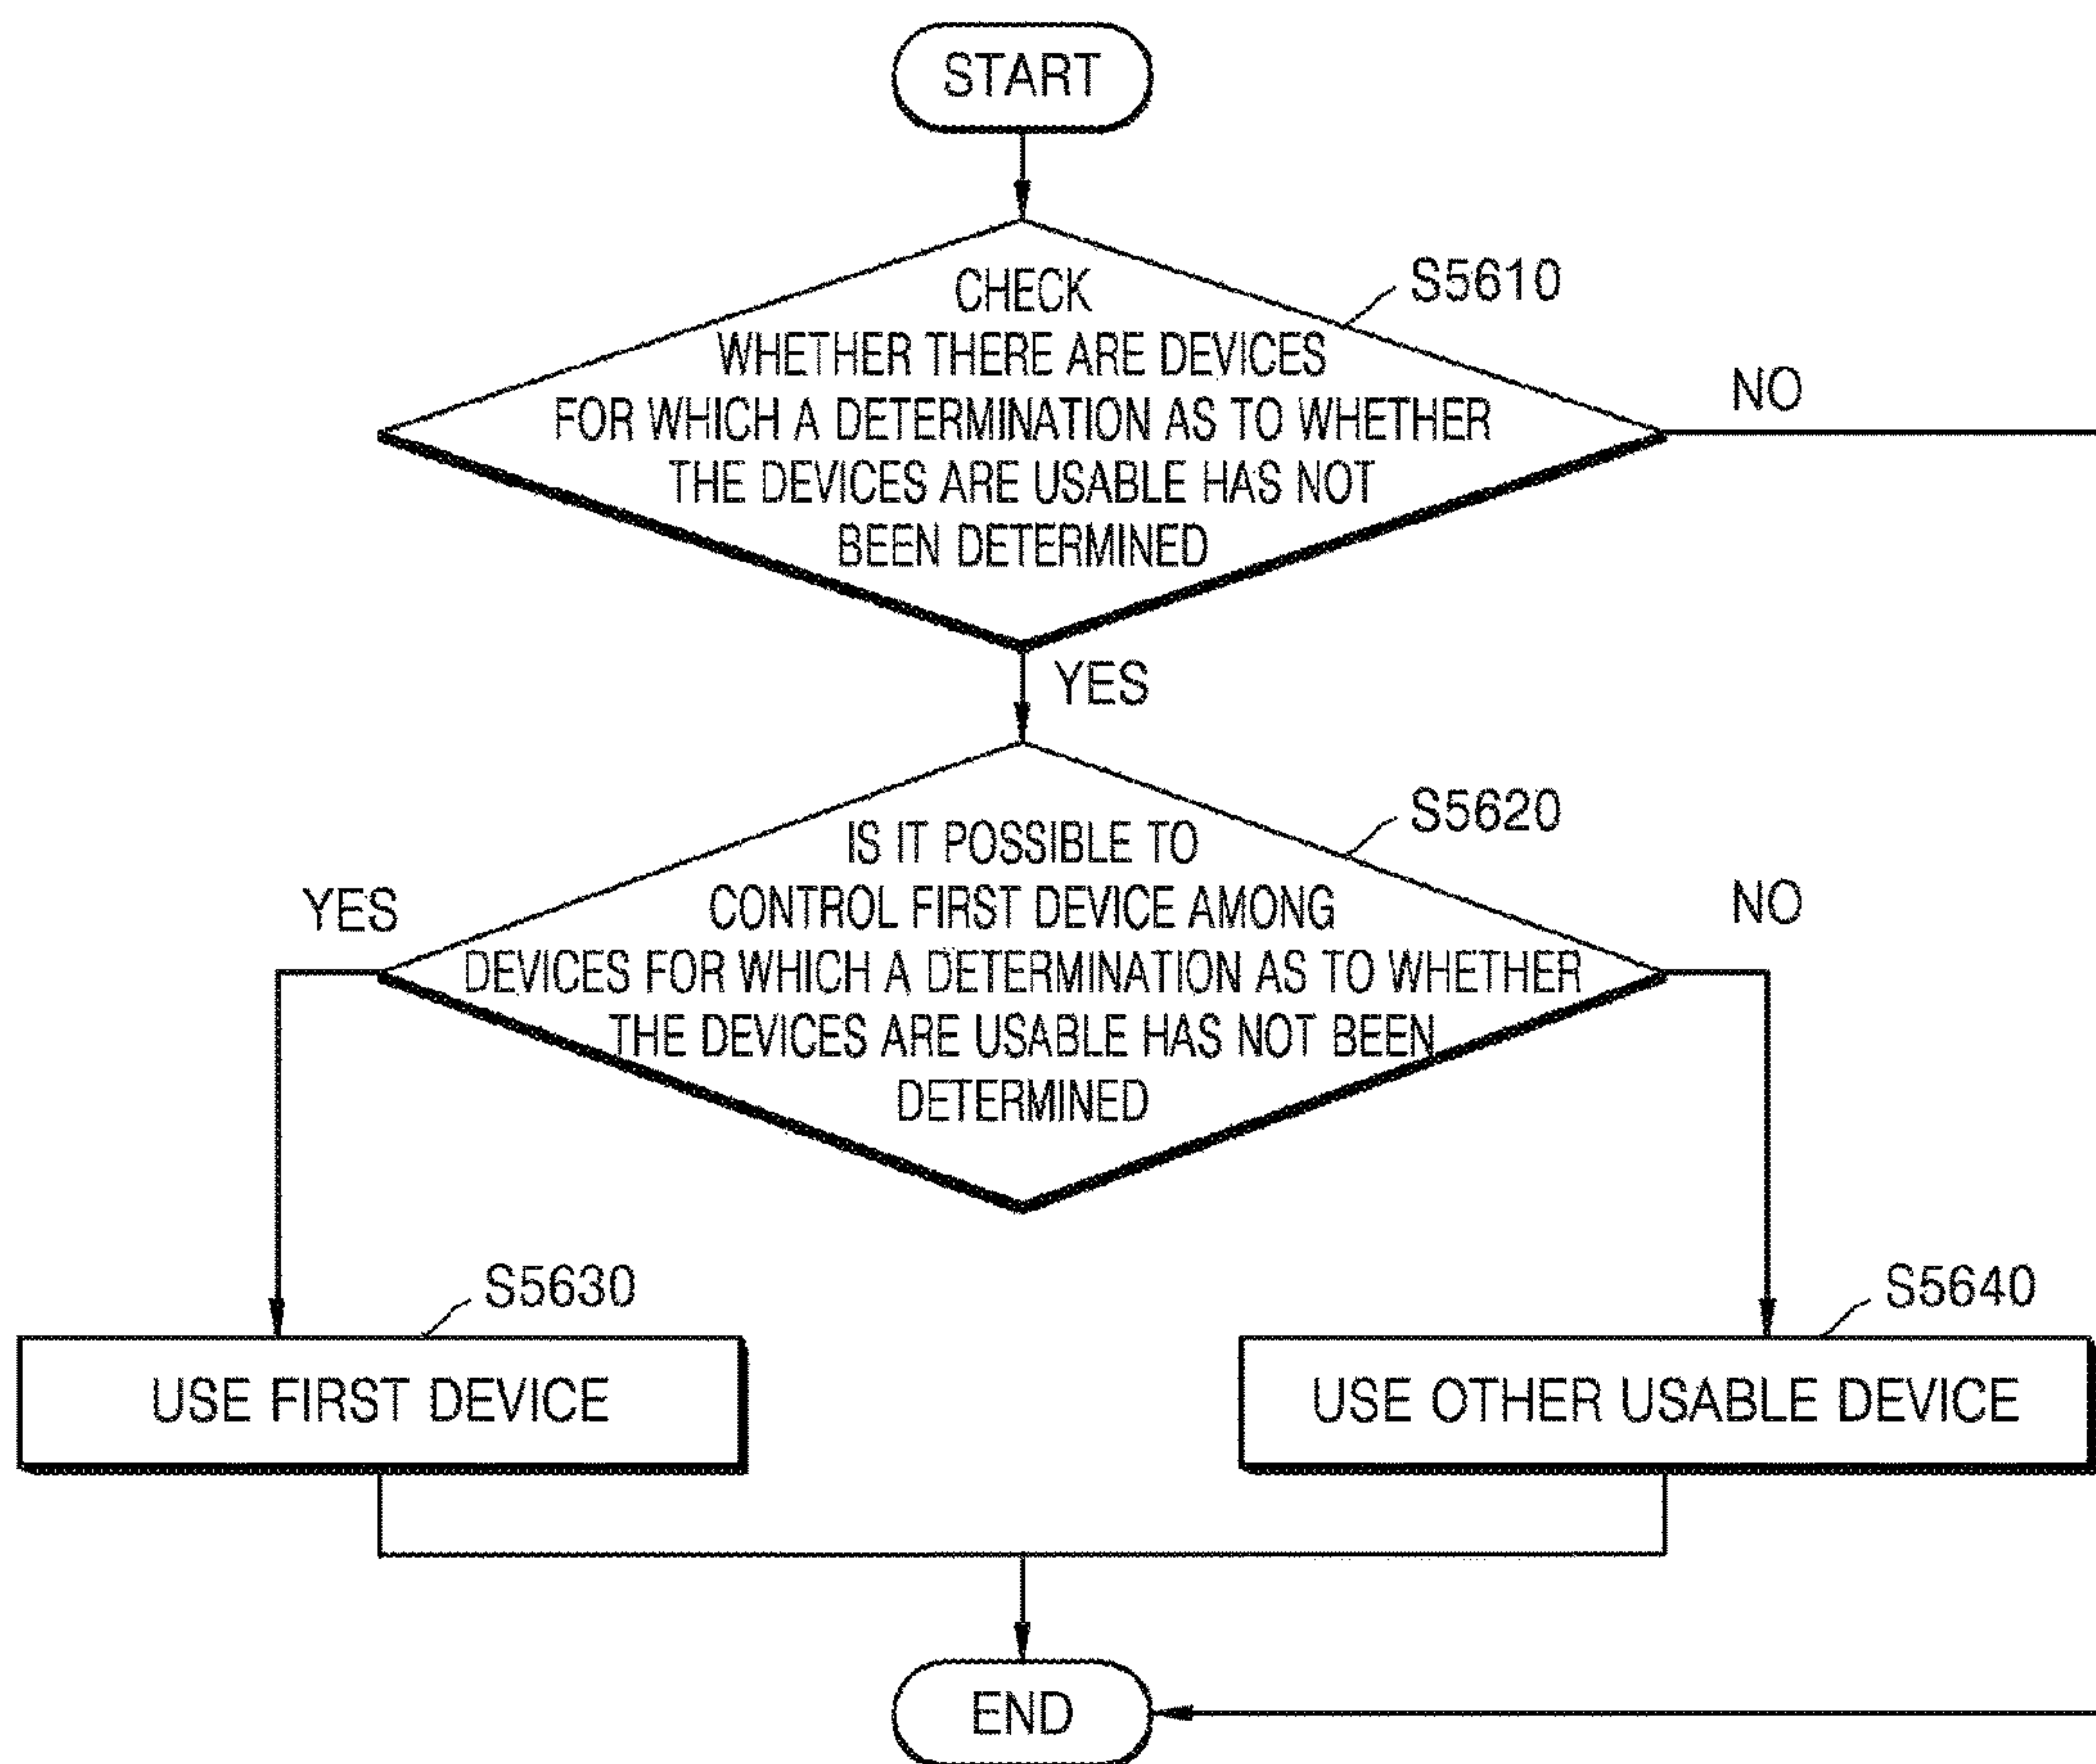 START
S5610
CHECK
WHETHER THERE ARE DEVICES
FOR WHICH A DETERMINATION AS TO WHETHER
THE DEVICES ARE USABLE HAS NOT
BEEN DETERMINED
NO
YES
S5620
IS IT POSSIBLE TO
CONTROL FIRST DEVICE AMONG
DEVICES FOR WHICH A DETERMINATION AS TO WHETHER
THE DEVICES ARE USABLE HAS NOT BEEN
DETERMINED
YES
NO
S5630
USE FIRST DEVICE
S5640
USE OTHER USABLE DEVICE
END